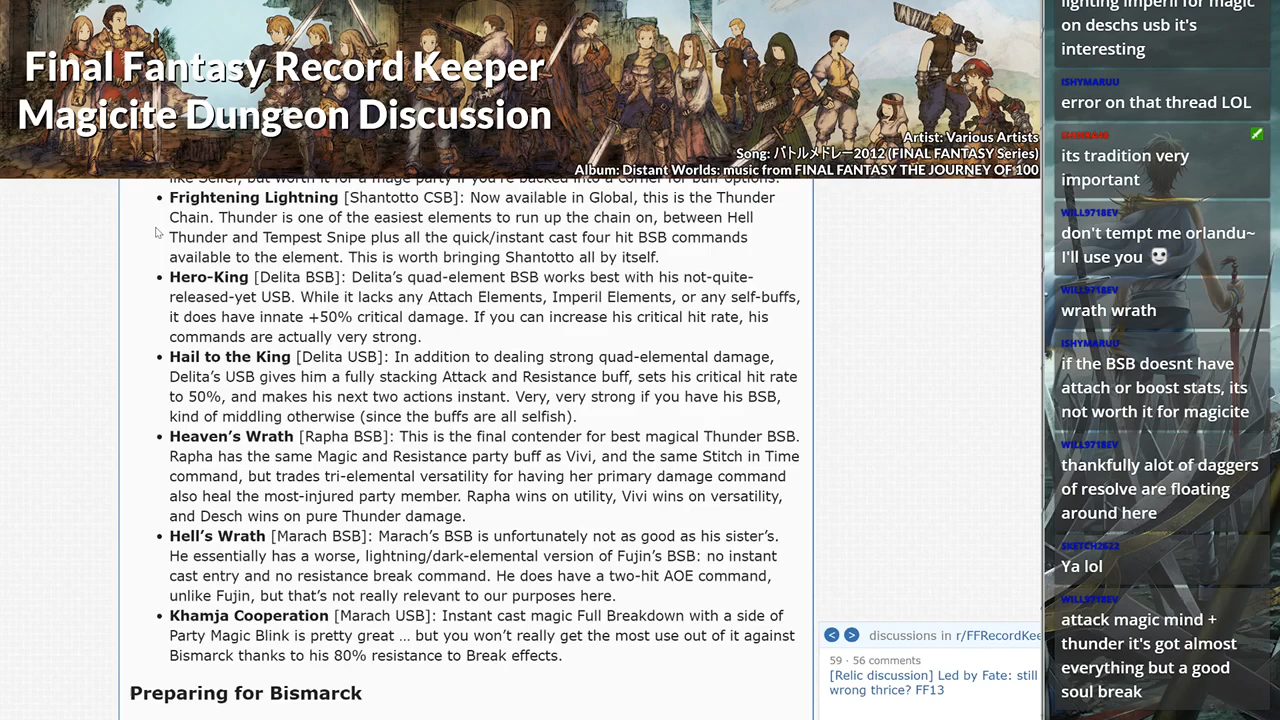 Final Fantasy Record Keeper
Magicite Dungeon Discussion
Artist: Various Artists
Song: バトルメドレー2012 (FINAL FANTASY Series)
Album: Distant Worlds: music from FINAL FANTASY THE JOURNEY OF 100
like Seifer, but worth it for a mage party if you're backed into a corner for buff options.
• Frightening Lightning [Shantotto CSB]: Now available in Global, this is the Thunder
Chain. Thunder is one of the easiest elements to run up the chain on, between Hell
Thunder and Tempest Snipe plus all the quick/instant cast four hit BSB commands
available to the element. This is worth bringing Shantotto all by itself.
• Hero-King [Delita BSB]: Delita's quad-element BSB works best with his not-quite-
released-yet USB. While it lacks any Attach Elements, Imperil Elements, or any self-buffs,
it does have innate +50% critical damage. If you can increase his critical hit rate, his
commands are actually very strong.
• Hail to the King [Delita USB]: In addition to dealing strong quad-elemental damage,
Delita's USB gives him a fully stacking Attack and Resistance buff, sets his critical hit rate
to 50%, and makes his next two actions instant. Very, very strong if you have his BSB,
kind of middling otherwise (since the buffs are all selfish).
• Heaven's Wrath [Rapha BSB]: This is the final contender for best magical Thunder BSB.
Rapha has the same Magic and Resistance party buff as Vivi, and the same Stitch in Time
command, but trades tri-elemental versatility for having her primary damage command
also heal the most-injured party member. Rapha wins on utility, Vivi wins on versatility,
and Desch wins on pure Thunder damage.
• Hell's Wrath [Marach BSB]: Marach's BSB is unfortunately not as good as his sister's.
He essentially has a worse, lightning/dark-elemental version of Fujin's BSB: no instant
cast entry and no resistance break command. He does have a two-hit AOE command,
unlike Fujin, but that's not really relevant to our purposes here.
• Khamja Cooperation [Marach USB]: Instant cast magic Full Breakdown with a side of
Party Magic Blink is pretty great ... but you won't really get the most use out of it against
Bismarck thanks to his 80% resistance to Break effects.
Preparing for Bismarck
< > discussions in r/FFRecordKee
59 · 56 comments
[Relic discussion] Led by Fate: still
wrong thrice? FF13
lighting imperil for magic
on deschs usb it's
interesting
ISHYMARUU
error on that thread LOL
its tradition very
important
WILL9718EV
don't tempt me orlandu~
I'll use you
WILL9718EV
wrath wrath
ISHYMARUU
if the BSB doesnt have
attach or boost stats, its
not worth it for magicite
WILL9718EV
thankfully alot of daggers
of resolve are floating
around here
SKETCH2622
Ya lol
WILL9718EV
attack magic mind +
thunder it's got almost
everything but a good
soul break